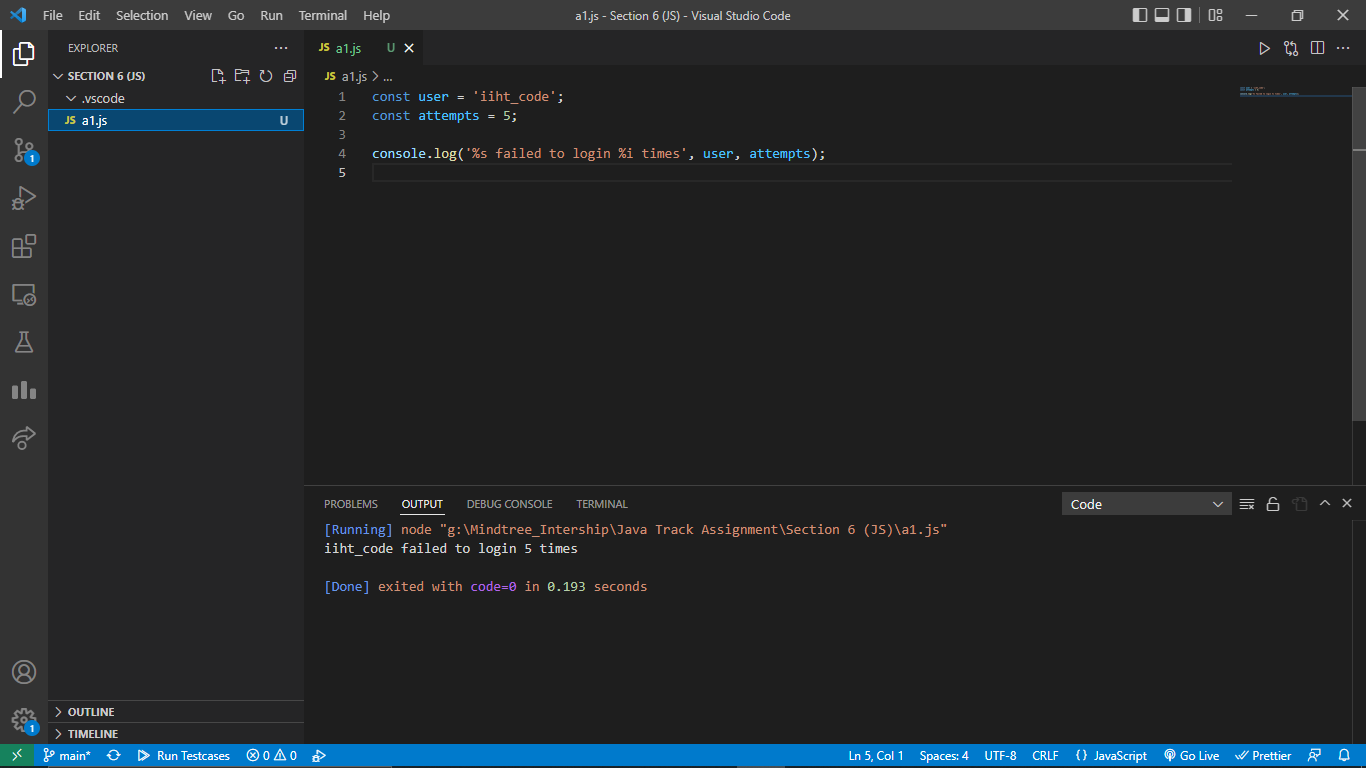 File Edit Selection View Go Run Terminal Help a1.js - Section 6 (JS) - Visual Studio Code
EXPLORER
SECTION 6 (JS)
.vscode
JS a1.js U
1
1
JS a1.js U
JS a1.js > ...
1 const user = 'iiht_code';
2 const attempts = 5;
3
4 console.log('%s failed to login %i times', user, attempts);
5
PROBLEMS OUTPUT DEBUG CONSOLE TERMINAL Code
[Running] node "g:\Mindtree_Intership\Java Track Assignment\Section 6 (JS)\a1.js"
iiht_code failed to login 5 times
[Done] exited with code=0 in 0.193 seconds
OUTLINE
TIMELINE
main* Run Testcases 0 0 Ln 5, Col 1 Spaces: 4 UTF-8 CRLF {} JavaScript Go Live Prettier